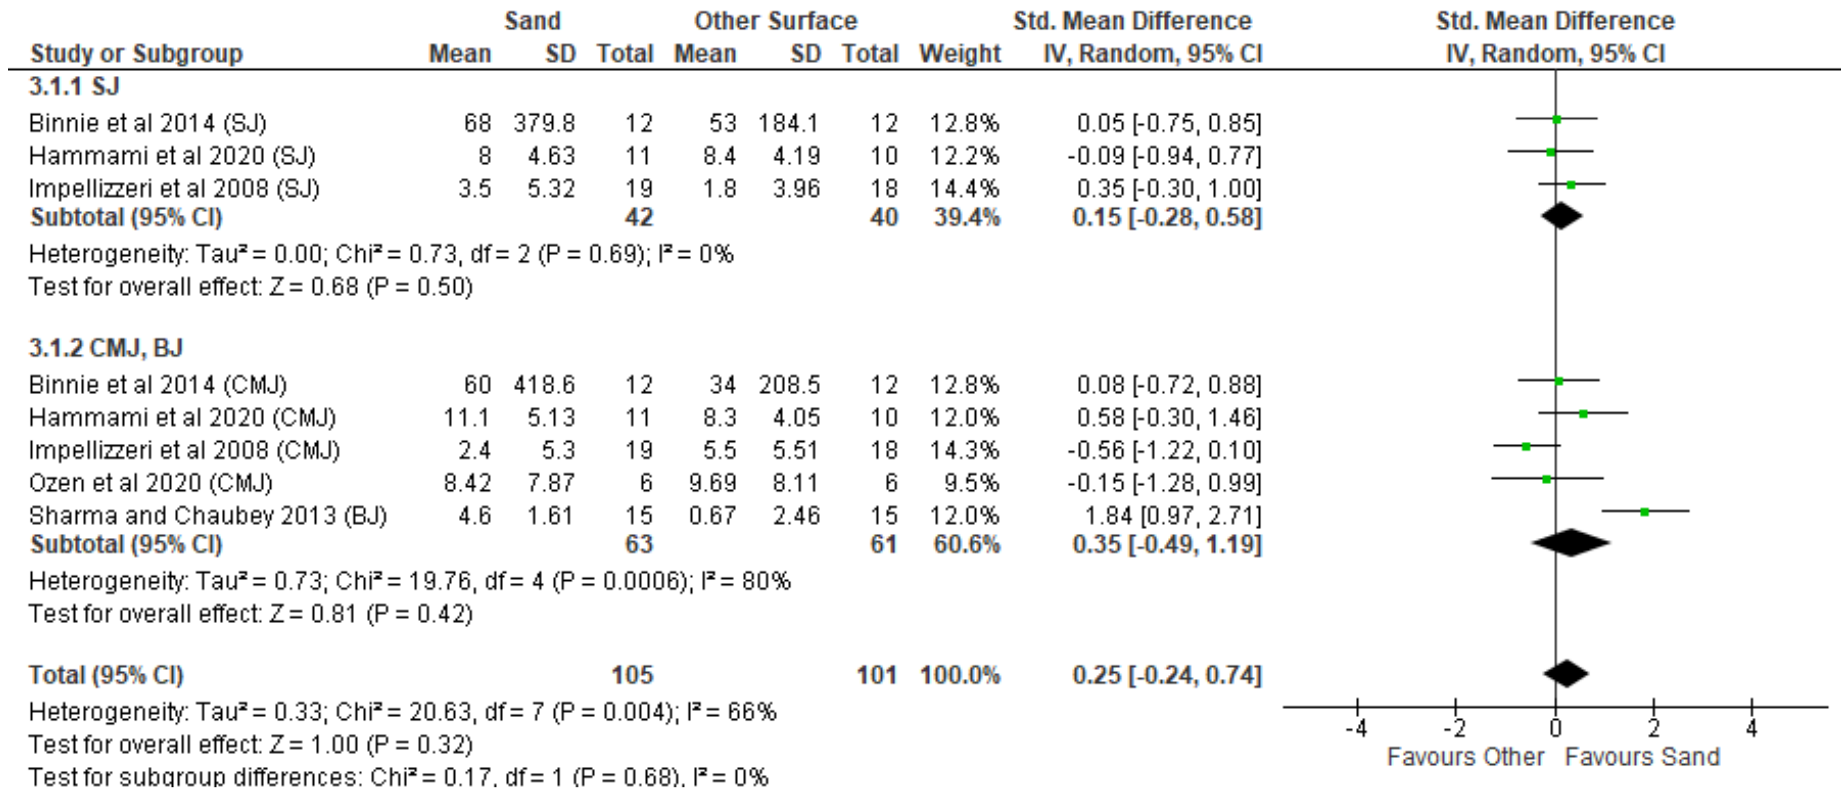 Sand Other Surface Std. Mean Difference Std. Mean Difference
Study or Subgroup Mean SD Total Mean SD Total Weight IV, Random, 95% CI IV, Random, 95% CI
3.1.1 SJ
Binnie et al 2014 (SJ) 68 379.8 12 53 184.1 12 12.8% 0.05 [-0.75, 0.85]
Hammami et al 2020 (SJ) 8 4.63 11 8.4 4.19 10 12.2% -0.09 [-0.94, 0.77]
Impellizzeri et al 2008 (SJ) 3.5 5.32 19 1.8 3.96 18 14.4% 0.35 [-0.30, 1.00]
Subtotal (95% CI) 42 40 39.4% 0.15 [-0.28, 0.58]
Heterogeneity: Tau² = 0.00; Chi² = 0.73, df = 2 (P = 0.69); I² = 0%
Test for overall effect: Z = 0.68 (P = 0.50)
3.1.2 CMJ, BJ
Binnie et al 2014 (CMJ) 60 418.6 12 34 208.5 12 12.8% 0.08 [-0.72, 0.88]
Hammami et al 2020 (CMJ) 11.1 5.13 11 8.3 4.05 10 12.0% 0.58 [-0.30, 1.46]
Impellizzeri et al 2008 (CMJ) 2.4 5.3 19 5.5 5.51 18 14.3% -0.56 [-1.22, 0.10]
Ozen et al 2020 (CMJ) 8.42 7.87 6 9.69 8.11 6 9.5% -0.15 [-1.28, 0.99]
Sharma and Chaubey 2013 (BJ) 4.6 1.61 15 0.67 2.46 15 12.0% 1.84 [0.97, 2.71]
Subtotal (95% CI) 63 61 60.6% 0.35 [-0.49, 1.19]
Heterogeneity: Tau² = 0.73; Chi² = 19.76, df = 4 (P = 0.0006); I² = 80%
Test for overall effect: Z = 0.81 (P = 0.42)
Total (95% CI) 105 101 100.0% 0.25 [-0.24, 0.74]
Heterogeneity: Tau² = 0.33; Chi² = 20.63, df = 7 (P = 0.004); I² = 66%
Test for overall effect: Z = 1.00 (P = 0.32)
Test for subgroup differences: Chi² = 0.17, df = 1 (P = 0.68), I² = 0%
-4 -2 0 2 4
Favours Other Favours Sand